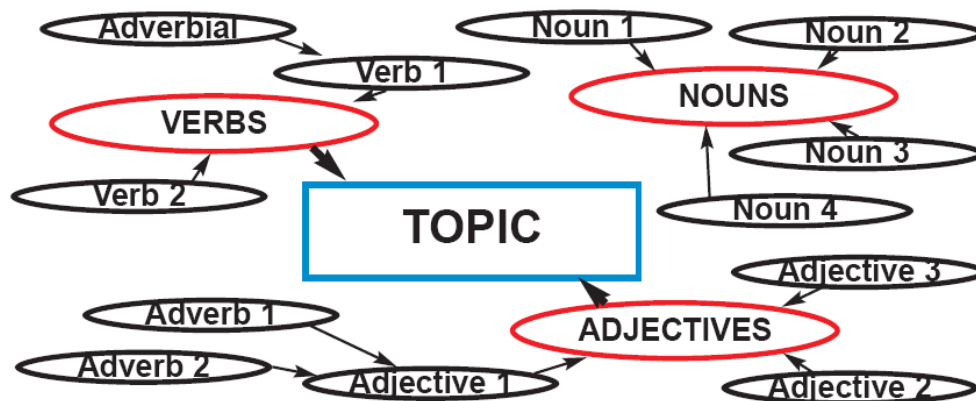 Adverbial
Noun 1
Noun 2
Verb 1
NOUNS
VERBS
Noun 3
Verb 2
Noun 4
TOPIC
Adjective 3
Adverb 1
ADJECTIVES
Adverb 2
Adjective 1
Adjective 2